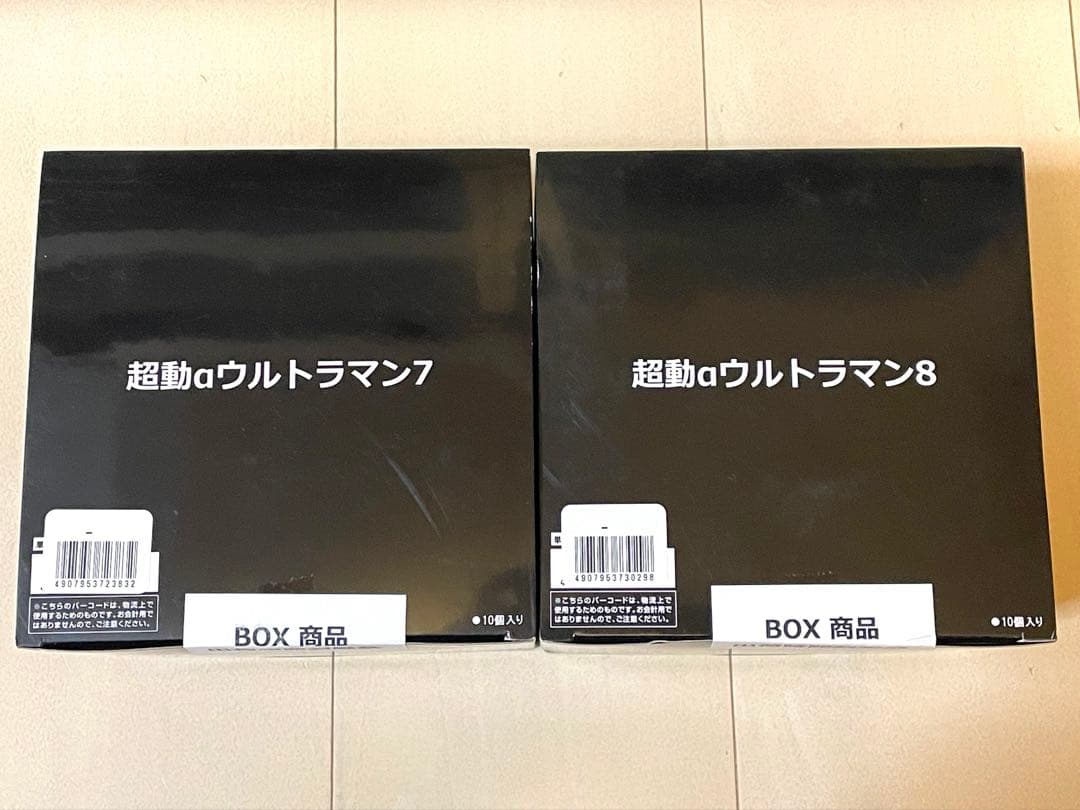 超動αウルトラマン7
単
4907953723832
※こちらのバーコードは、物流上で
使用するためのものです。お会計用で
はありませんので、ご注意ください。
BOX 商品
●10個入り
超動αウルトラマン8
単
4907953730298
※こちらのバーコードは、物流上で
使用するためのものです。お会計用で
はありませんので、ご注意ください。
BOX 商品
●10個入り